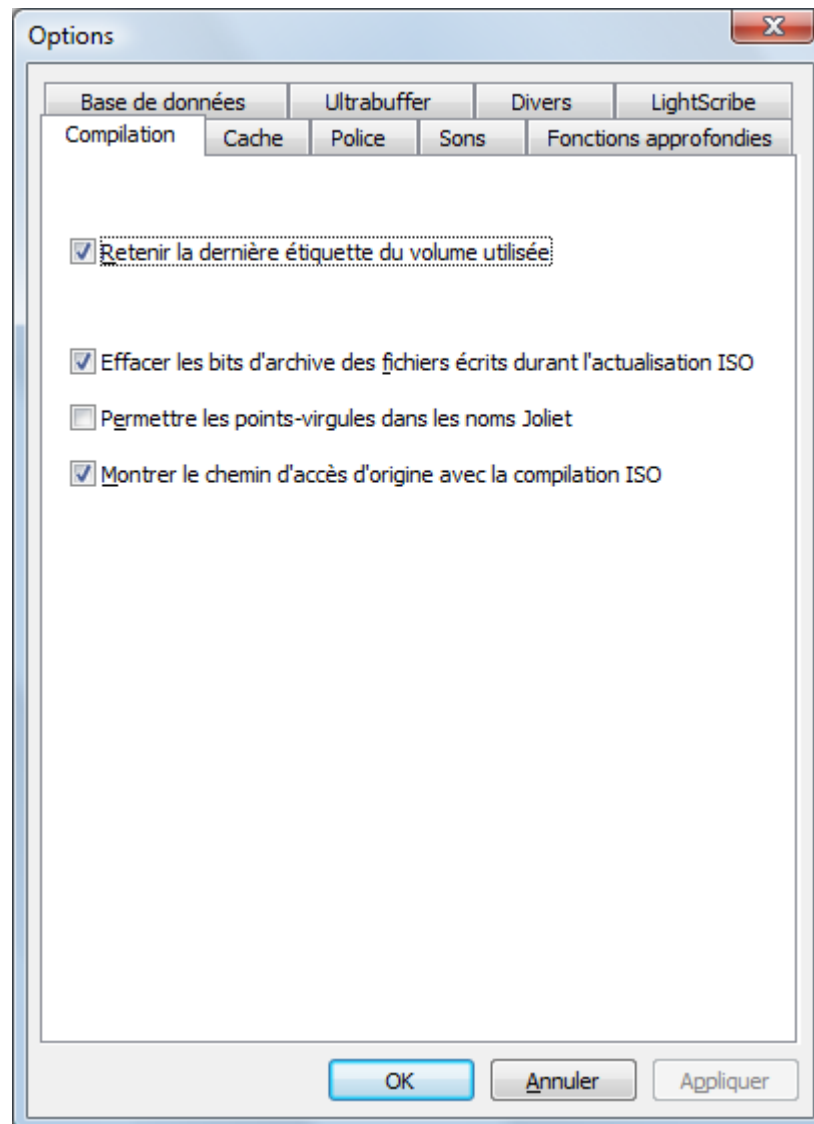 Options
Base de données Ultrabuffer Divers LightScribe
Compilation Cache Police Sons Fonctions approfondies
Retenir la dernière étiquette du volume utilisée
Effacer les bits d'archive des fichiers écrits durant l'actualisation ISO
Permettre les points-virgules dans les noms Joliet
Montrer le chemin d'accès d'origine avec la compilation ISO
OK Annuler Appliquer